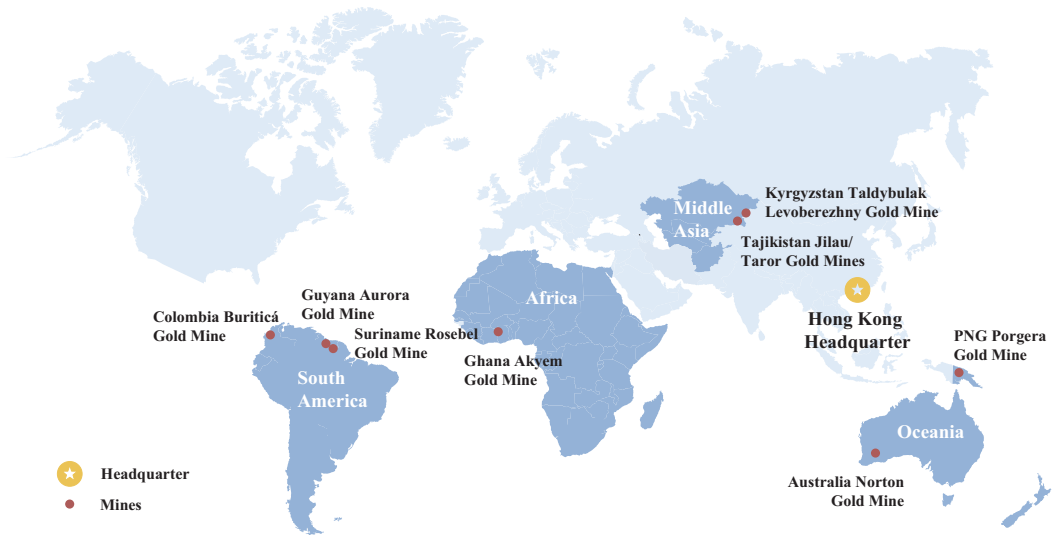 Kyrgyzstan Taldybulak
Levoberezhny Gold Mine
Middle
Asia
Tajikistan Jilau/
Taror Gold Mines
Africa
Guyana Aurora
Gold Mine
Colombia Buriticá
Gold Mine
Suriname Rosebel
Gold Mine
Hong Kong
Headquarter
PNG Porgera
Gold Mine
Ghana Akyem
Gold Mine
South
America
Oceania
Headquarter
Mines
Australia Norton
Gold Mine